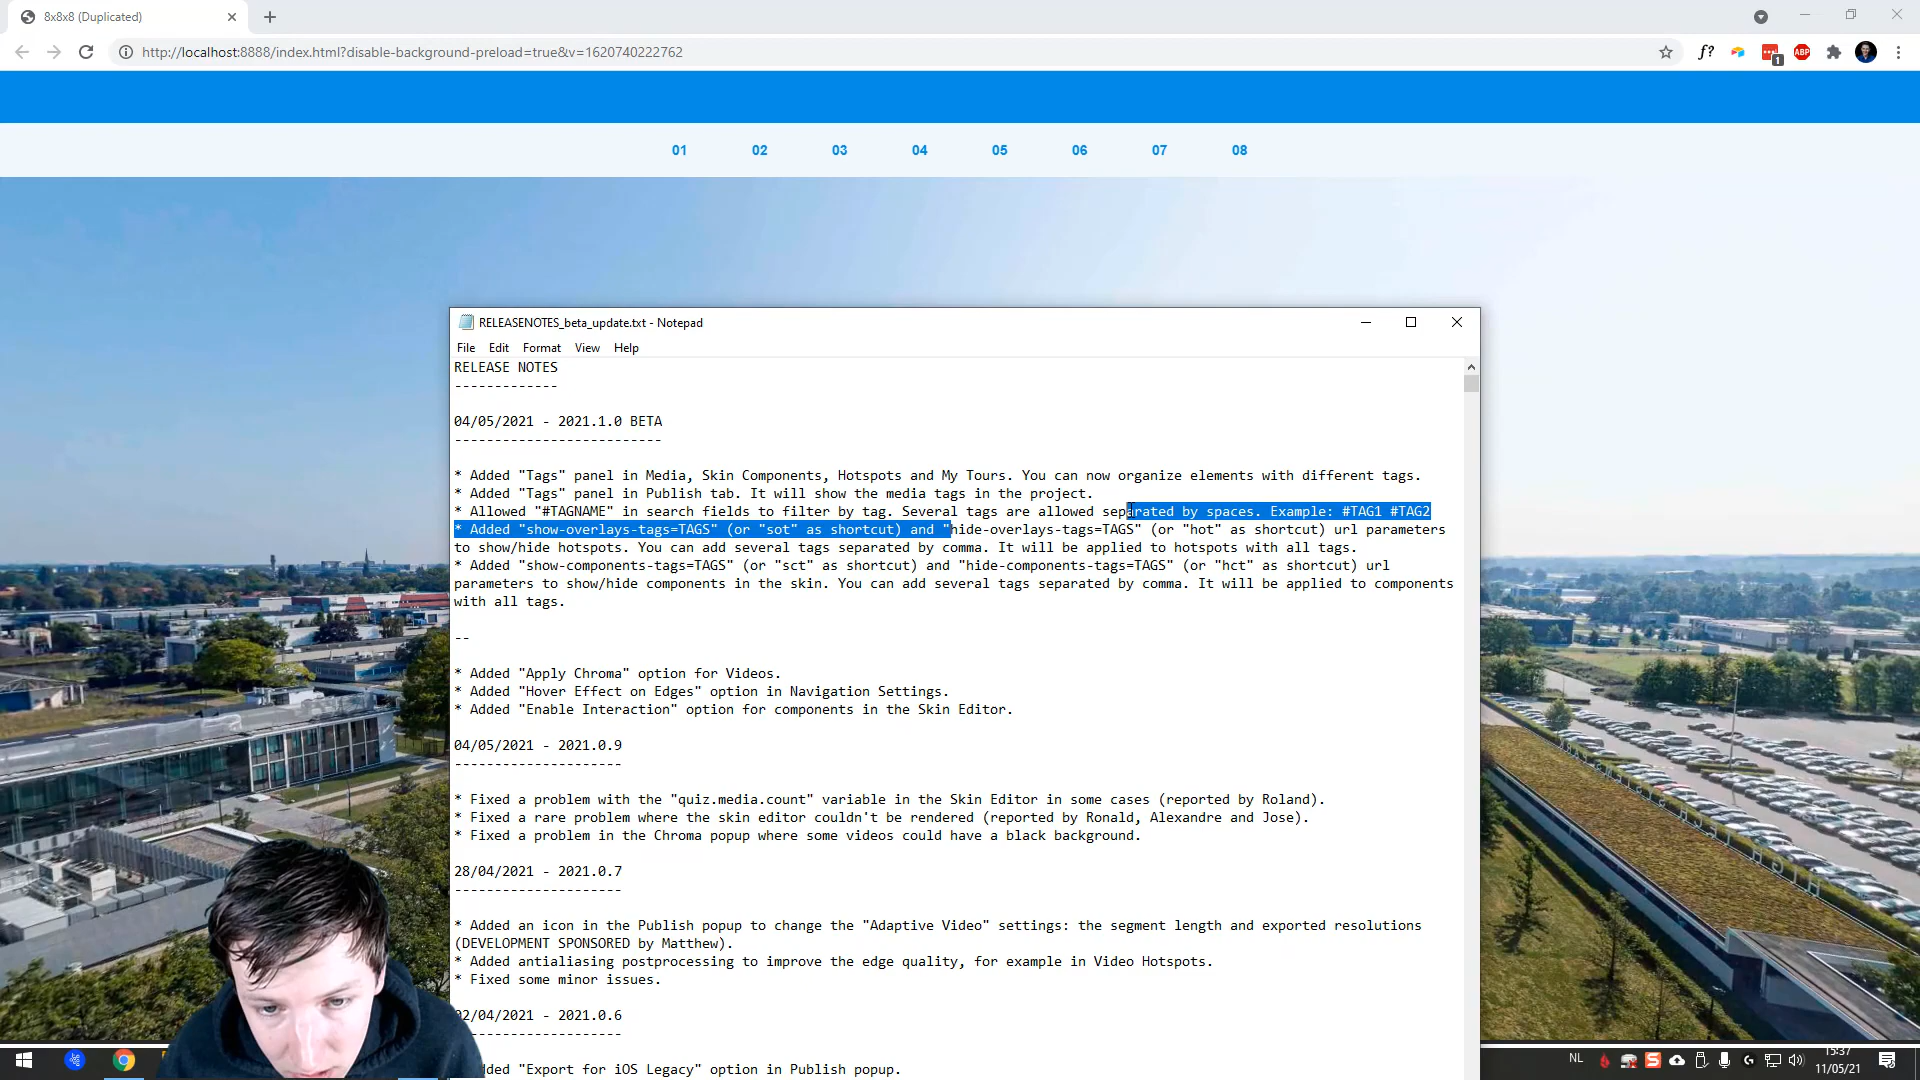 8x8x8 (Duplicated)
http://localhost:8888/index.html?disable-background-preload=true&v=1620740222762
f?
1
ABP
01 02 03 04 05 06 07 08
RELEASENOTES_beta_update.txt - Notepad
File Edit Format View Help
RELEASE NOTES
-------------
04/05/2021 - 2021.1.0 BETA
--------------------------
* Added "Tags" panel in Media, Skin Components, Hotspots and My Tours. You can now organize elements with different tags.
* Added "Tags" panel in Publish tab. It will show the media tags in the project.
* Allowed "#TAGNAME" in search fields to filter by tag. Several tags are allowed separated by spaces. Example: #TAG1 #TAG2
* Added "show-overlays-tags=TAGS" (or "sot" as shortcut) and "hide-overlays-tags=TAGS" (or "hot" as shortcut) url parameters
to show/hide hotspots. You can add several tags separated by comma. It will be applied to hotspots with all tags.
* Added "show-components-tags=TAGS" (or "sct" as shortcut) and "hide-components-tags=TAGS" (or "hct" as shortcut) url
parameters to show/hide components in the skin. You can add several tags separated by comma. It will be applied to components
with all tags.
--
* Added "Apply Chroma" option for Videos.
* Added "Hover Effect on Edges" option in Navigation Settings.
* Added "Enable Interaction" option for components in the Skin Editor.
04/05/2021 - 2021.0.9
---------------------
* Fixed a problem with the "quiz.media.count" variable in the Skin Editor in some cases (reported by Roland).
* Fixed a rare problem where the skin editor couldn't be rendered (reported by Ronald, Alexandre and Jose).
* Fixed a problem in the Chroma popup where some videos could have a black background.
28/04/2021 - 2021.0.7
---------------------
* Added an icon in the Publish popup to change the "Adaptive Video" settings: the segment length and exported resolutions
(DEVELOPMENT SPONSORED by Matthew).
* Added antialiasing postprocessing to improve the edge quality, for example in Video Hotspots.
* Fixed some minor issues.
02/04/2021 - 2021.0.6
"Export for iOS Legacy" option in Publish popup.
NL
15:37
11/05/21